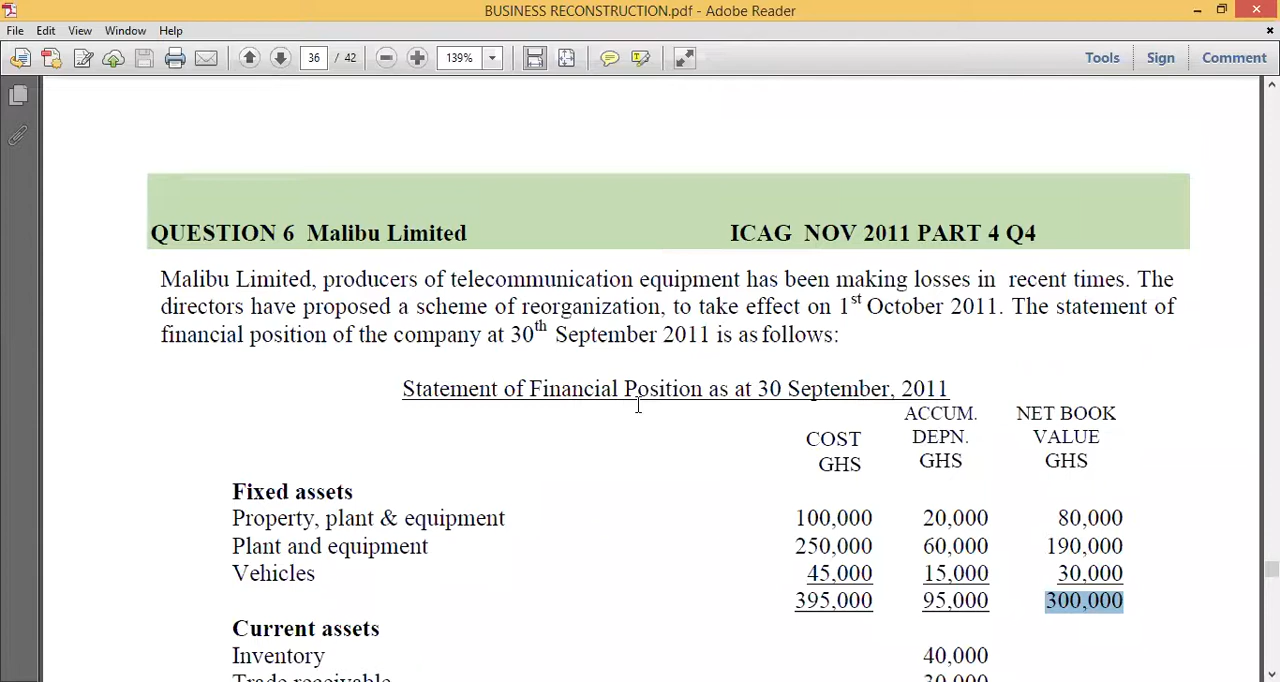 BUSINESS RECONSTRUCTION.pdf - Adobe Reader
File Edit View Window Help
36 / 42 139% Tools Sign Comment
QUESTION 6 Malibu Limited ICAG NOV 2011 PART 4 Q4
Malibu Limited, producers of telecommunication equipment has been making losses in recent times. The
directors have proposed a scheme of reorganization, to take effect on 1st October 2011. The statement of
financial position of the company at 30th September 2011 is as follows:
Statement of Financial Position as at 30 September, 2011
ACCUM. NET BOOK
COST DEPN. VALUE
GHS GHS GHS
Fixed assets
Property, plant & equipment 100,000 20,000 80,000
Plant and equipment 250,000 60,000 190,000
Vehicles 45,000 15,000 30,000
395,000 95,000 300,000
Current assets
Inventory 40,000
Trade receivable 30,000